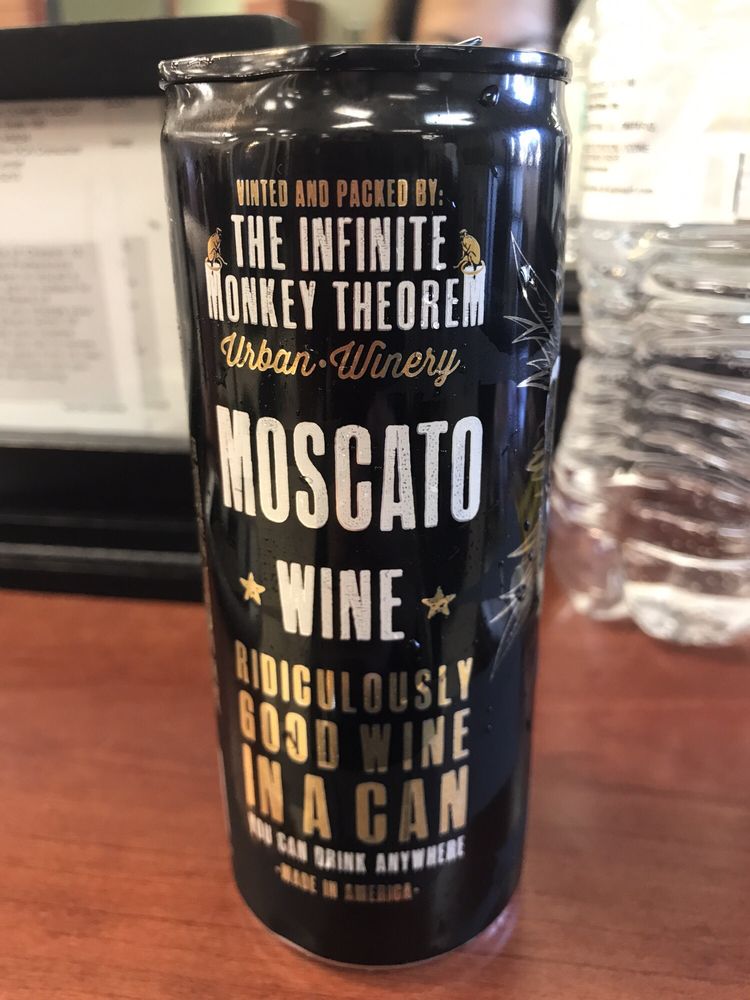 VINTED AND PACKED BY:
THE INFINITE
MONKEY THEOREM
Urban·Winery
MOSCATO
WINE
RIDICULOUSLY
GOOD WINE
IN A CAN
YOU CAN DRINK ANYWHERE
·MADE IN AMERICA·